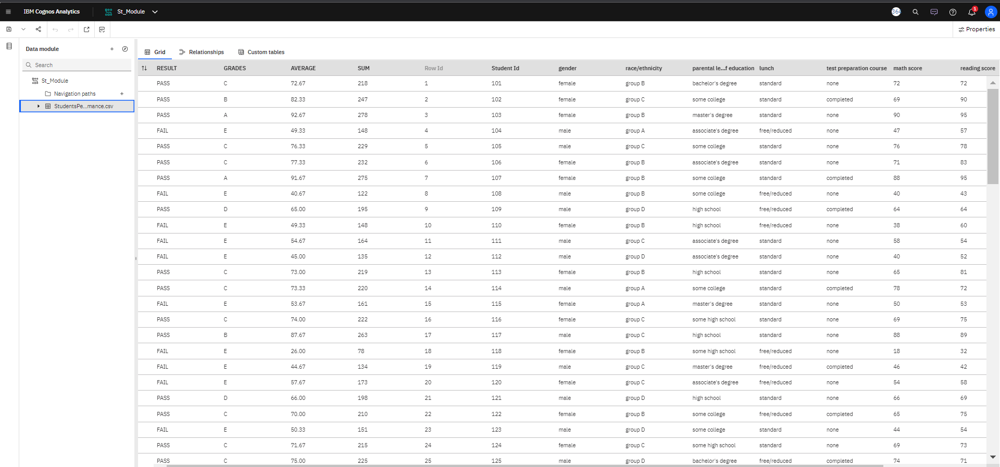 IBM Cognos Analytics St_Module 364 1
Properties
Data module
Grid Relationships Custom tables
Search
St_Module
Navigation paths
StudentsPe...mance.csv
RESULT GRADES AVERAGE SUM Row Id Student Id gender race/ethnicity parental le...f education lunch test preparation course math score reading score
PASS C 72.67 218 1 101 female group B bachelor's degree standard none 72 72
PASS B 82.33 247 2 102 female group C some college standard completed 69 90
PASS A 92.67 278 3 103 female group B master's degree standard none 90 95
FAIL E 49.33 148 4 104 male group A associate's degree free/reduced none 47 57
PASS C 76.33 229 5 105 male group C some college standard none 76 78
PASS C 77.33 232 6 106 female group B associate's degree standard none 71 83
PASS A 91.67 275 7 107 female group B some college standard completed 88 95
FAIL E 40.67 122 8 108 male group B some college free/reduced none 40 43
PASS D 65.00 195 9 109 male group D high school free/reduced completed 64 64
FAIL E 49.33 148 10 110 female group B high school free/reduced none 38 60
FAIL E 54.67 164 11 111 male group C associate's degree standard none 58 54
FAIL E 45.00 135 12 112 male group D associate's degree standard none 40 52
PASS C 73.00 219 13 113 female group B high school standard none 65 81
PASS C 73.33 220 14 114 male group A some college standard completed 78 72
FAIL E 53.67 161 15 115 female group A master's degree standard none 50 53
PASS C 74.00 222 16 116 female group C some high school standard none 69 75
PASS B 87.67 263 17 117 male group C high school standard none 88 89
FAIL E 26.00 78 18 118 female group B some high school free/reduced none 18 32
FAIL E 44.67 134 19 119 male group C master's degree free/reduced completed 46 42
FAIL E 57.67 173 20 120 female group C associate's degree free/reduced none 54 58
PASS D 66.00 198 21 121 male group D high school standard none 66 69
PASS C 70.00 210 22 122 female group B some college free/reduced completed 65 75
FAIL E 50.33 151 23 123 male group D some college standard none 44 54
PASS C 71.67 215 24 124 female group C some high school standard none 69 73
PASS C 75.00 225 25 125 male group D bachelor's degree free/reduced completed 74 71